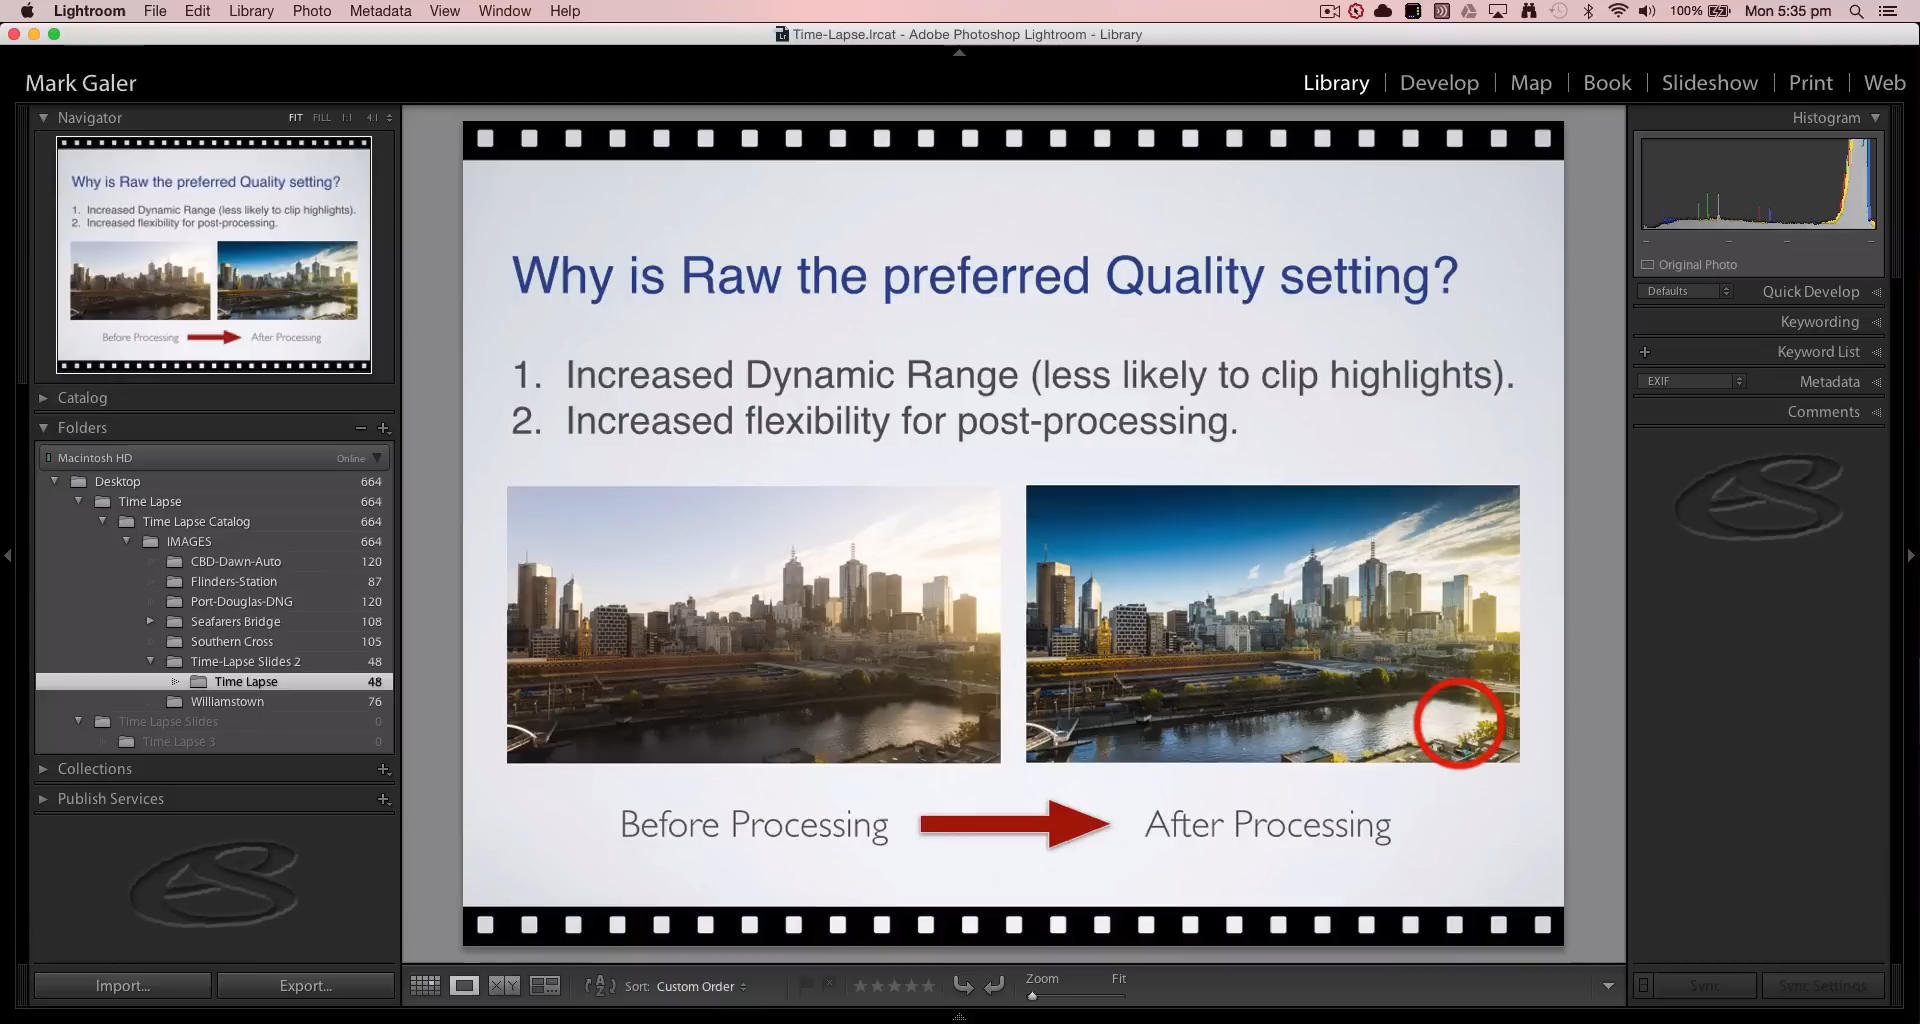 Lightroom File Edit Library Photo Metadata View Window Help 100% Mon 5:35 pm
Time-Lapse.lrcat - Adobe Photoshop Lightroom - Library
Mark Galer
Library Develop Map Book Slideshow Print Web
Navigator FIT FILL 1:1 4:1
Why is Raw the preferred Quality setting?
1. Increased Dynamic Range (less likely to clip highlights).
2. Increased flexibility for post-processing.
Before Processing After Processing
Catalog
Folders
Macintosh HD Online
Desktop 664
Time Lapse 664
Time Lapse Catalog 664
IMAGES 664
CBD-Dawn-Auto 120
Flinders-Station 87
Port-Douglas-DNG 120
Seafarers Bridge 108
Southern Cross 105
Time-Lapse Slides 2 48
Time Lapse 48
Williamstown 76
Time Lapse Slides 0
Time Lapse 3 0
Collections
Publish Services
Import... Export...
Why is Raw the preferred Quality setting?
1. Increased Dynamic Range (less likely to clip highlights).
2. Increased flexibility for post-processing.
Before Processing After Processing
Sort: Custom Order Zoom Fit
Histogram
Original Photo
Defaults Quick Develop
Keywording
Keyword List
EXIF Metadata
Comments
Sync Sync Settings